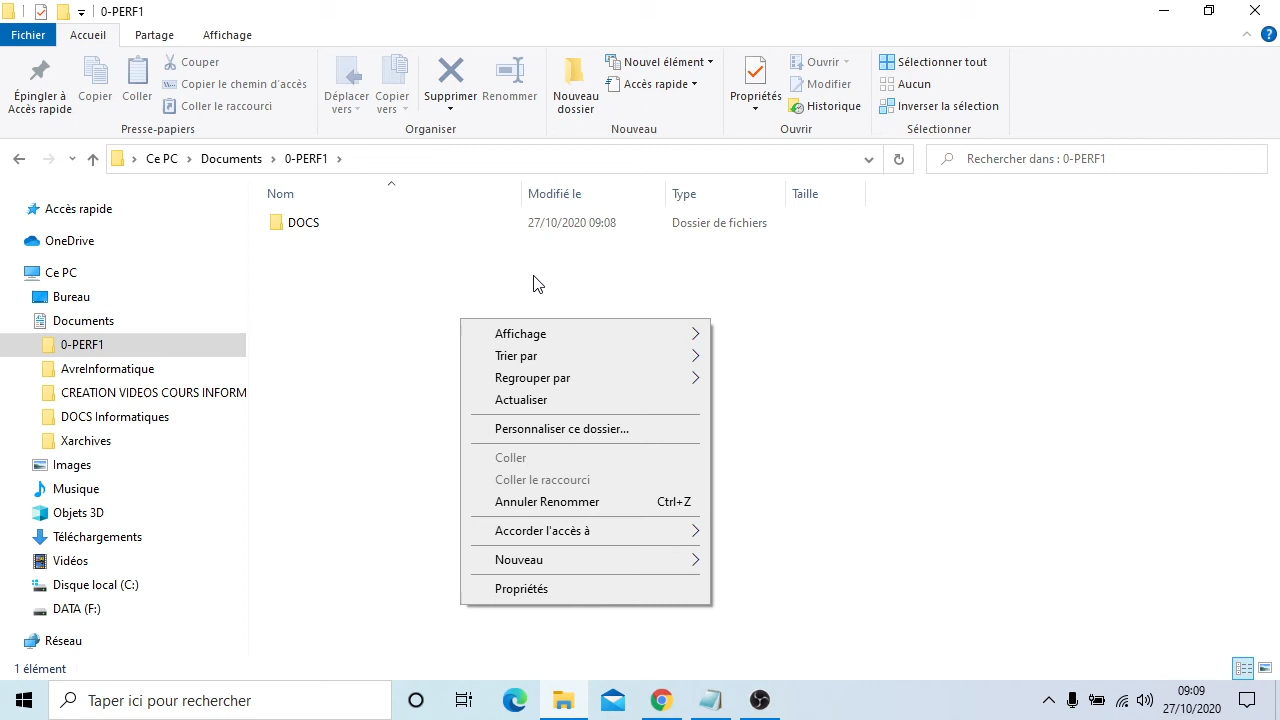 0-PERF1
Fichier Accueil Partage Affichage
Épingler à Accès rapide
Copier
Coller
Couper
Copier le chemin d'accès
Coller le raccourci
Presse-papiers
Déplacer vers
Copier vers
Supprimer
Renommer
Organiser
Nouveau dossier
Nouvel élément
Accès rapide
Nouveau
Propriétés
Ouvrir
Modifier
Historique
Ouvrir
Sélectionner tout
Aucun
Inverser la sélection
Sélectionner
Ce PC Documents 0-PERF1
Rechercher dans : 0-PERF1
Nom Modifié le Type Taille
DOCS 27/10/2020 09:08 Dossier de fichiers
Accès rapide
OneDrive
Ce PC
Bureau
Documents
0-PERF1
AvreInformatique
CREATION VIDEOS COURS INFORM
DOCS Informatiques
Xarchives
Images
Musique
Objets 3D
Téléchargements
Vidéos
Disque local (C:)
DATA (F:)
Réseau
Affichage
Trier par
Regrouper par
Actualiser
Personnaliser ce dossier...
Coller
Coller le raccourci
Annuler Renommer Ctrl+Z
Accorder l'accès à
Nouveau
Propriétés
1 élément
Taper ici pour rechercher
09:09
27/10/2020